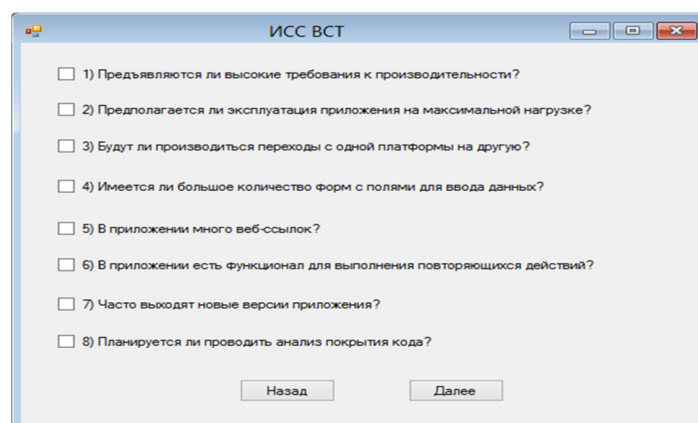 ИСС ВСТ
1) Предъявляются ли высокие требования к производительности?
2) Предполагается ли эксплуатация приложения на максимальной нагрузке?
3) Будут ли производиться переходы с одной платформы на другую?
4) Имеется ли большое количество форм с полями для ввода данных?
5) В приложении много веб-ссылок?
6) В приложении есть функционал для выполнения повторяющихся действий?
7) Часто выходят новые версии приложения?
8) Планируется ли проводить анализ покрытия кода?
Назад Далее